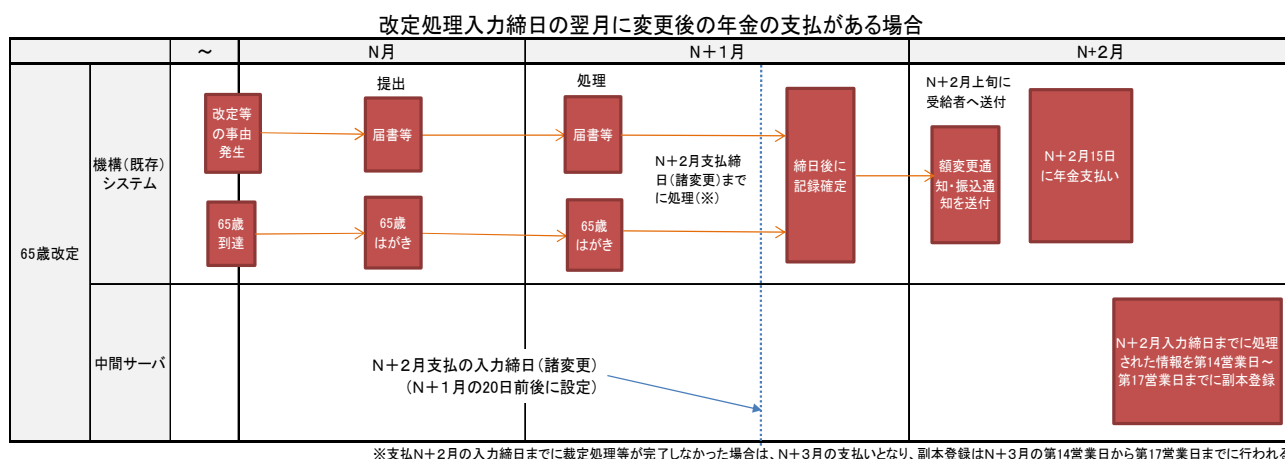 改定処理入力締日の翌月に変更後の年金の支払がある場合
～
N月
N＋1月
N+2月
65歳改定
機構(既存)
システム
改定等
の事由
発生
提出
届書等
処理
届書等
N＋2月支払締
日(諸変更)まで
に処理(※)
締日後に
記録確定
N＋2月上旬に
受給者へ送付
額変更通
知・振込通
知を送付
N＋2月15日
に年金支払い
65歳
到達
65歳
はがき
65歳
はがき
中間サーバ
N＋2月支払の入力締日(諸変更)
(N＋1月の20日前後に設定)
N＋2月入力締日までに処理
された情報を第14営業日～
第17営業日までに副本登録
※支払N＋2月の入力締日までに裁定処理等が完了しなかった場合は、N＋3月の支払いとなり、副本登録はN＋3月の第14営業日から第17営業日までに行われる